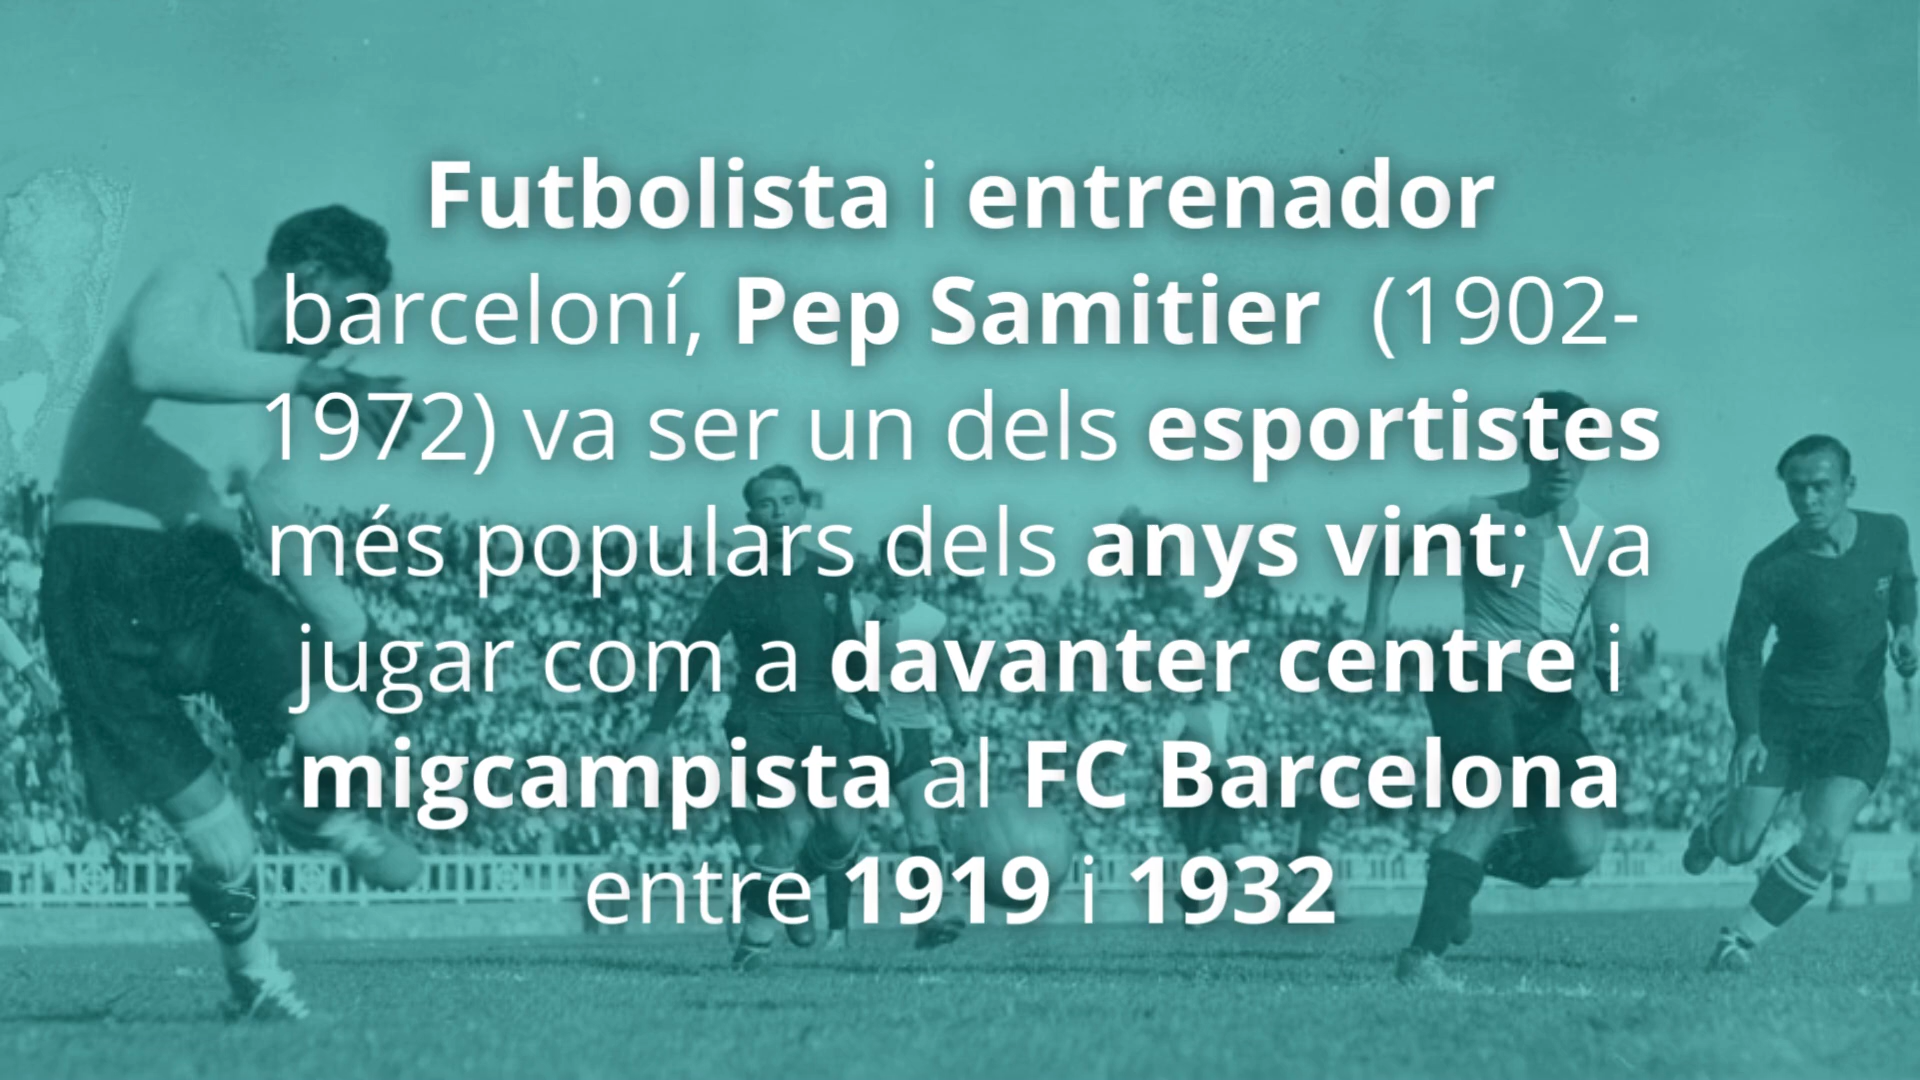 Futbolista i entrenador
barceloní, Pep Samitier (1902-
1972) va ser un dels esportistes
més populars dels anys vint; va
jugar com a davanter centre i
migcampista al FC Barcelona
entre 1919 i 1932